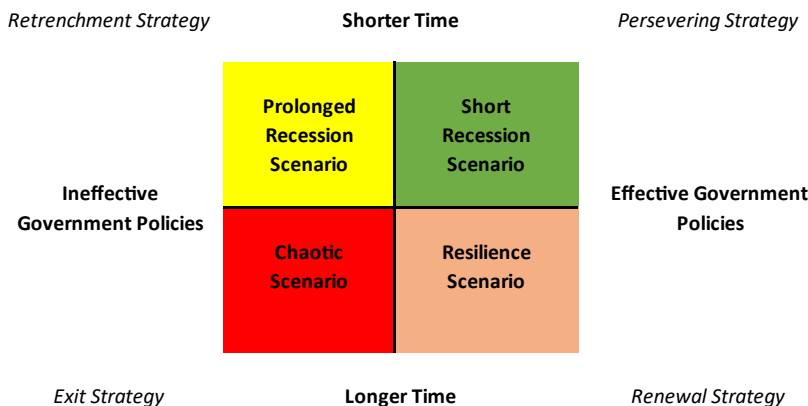 Retrenchment Strategy
Shorter Time
Persevering Strategy
Prolonged
Recession
Scenario
Short
Recession
Scenario
Ineffective
Government Policies
Effective Government
Policies
Chaotic
Scenario
Resilience
Scenario
Exit Strategy
Longer Time
Renewal Strategy